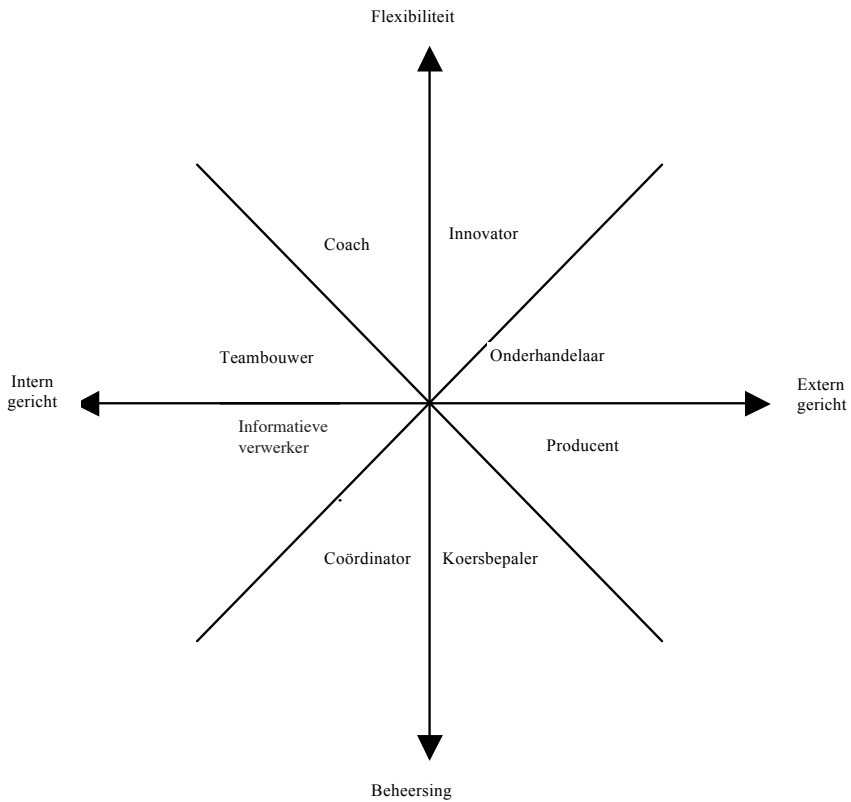 Flexibiliteit
Coach
Innovator
Teambouwer
Onderhandelaar
Intern
gericht
Extern
gericht
Informatieve
verwerker
Producent
Coördinator
Koersbepaler
Beheersing